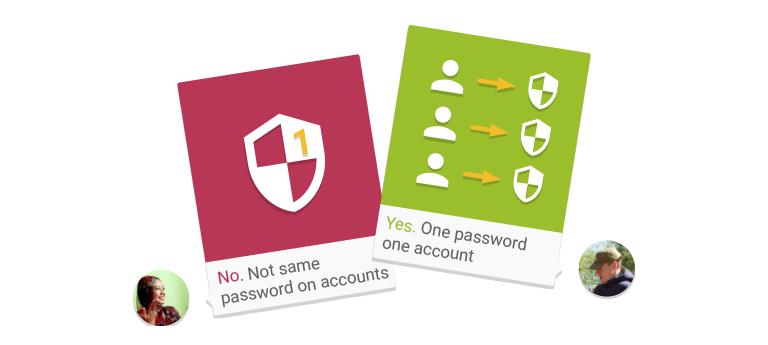 1
No. Not same
password on accounts
Yes. One password
one account